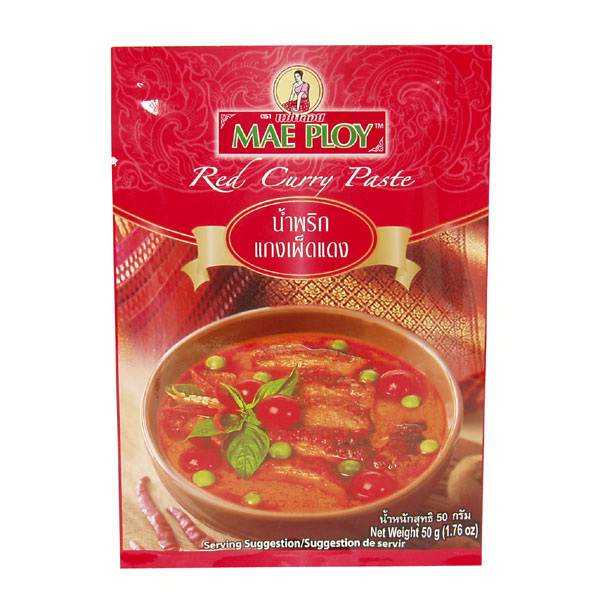 ตรา แม่พลอย
MAE PLOY™
Red Curry Paste
น้ำพริก
แกงเผ็ดแดง
น้ำหนักสุทธิ 50 กรัม
Net Weight 50 g (1.76 oz)
Serving Suggestion/Suggestion de servir